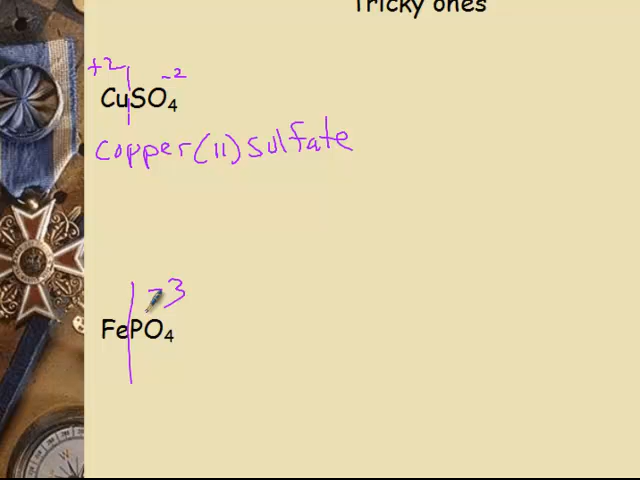 Tricky ones
+2 -2
CuSO₄
copper (II) sulfate
-3
FePO₄